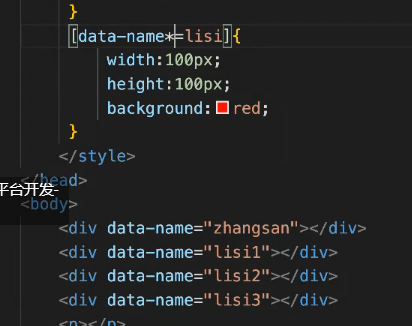 }
[data-name*=lisi]{
width:100px;
height:100px;
background:red;
}
</style>
</head>
<body>
<div data-name="zhangsan"></div>
<div data-name="lisi1"></div>
<div data-name="lisi2"></div>
<div data-name="lisi3"></div>
<p></p>
平台开发-